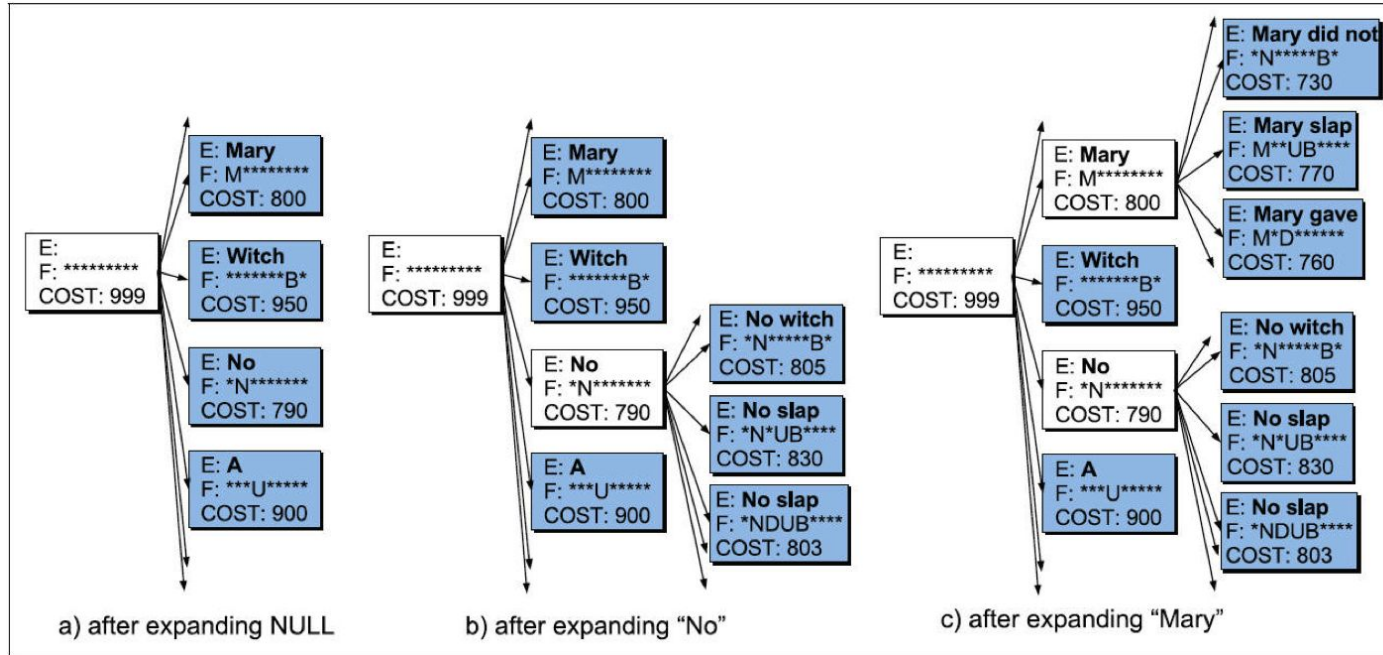 E:
F: *********
COST: 999
E: Mary
F: M********
COST: 800
E: Witch
F: *******B*
COST: 950
E: No
F: *N*******
COST: 790
E: A
F: ***U*****
COST: 900
a) after expanding NULL
E:
F: *********
COST: 999
E: Mary
F: M********
COST: 800
E: Witch
F: *******B*
COST: 950
E: No
F: *N*******
COST: 790
E: A
F: ***U*****
COST: 900
E: No witch
F: *N*****B*
COST: 805
E: No slap
F: *N*UB****
COST: 830
E: No slap
F: *NDUB****
COST: 803
b) after expanding “No”
E:
F: *********
COST: 999
E: Mary
F: M********
COST: 800
E: Witch
F: *******B*
COST: 950
E: No
F: *N*******
COST: 790
E: A
F: ***U*****
COST: 900
E: Mary did not
F: *N*****B*
COST: 730
E: Mary slap
F: M**UB****
COST: 770
E: Mary gave
F: M*D******
COST: 760
E: No witch
F: *N*****B*
COST: 805
E: No slap
F: *N*UB****
COST: 830
E: No slap
F: *NDUB****
COST: 803
c) after expanding “Mary”